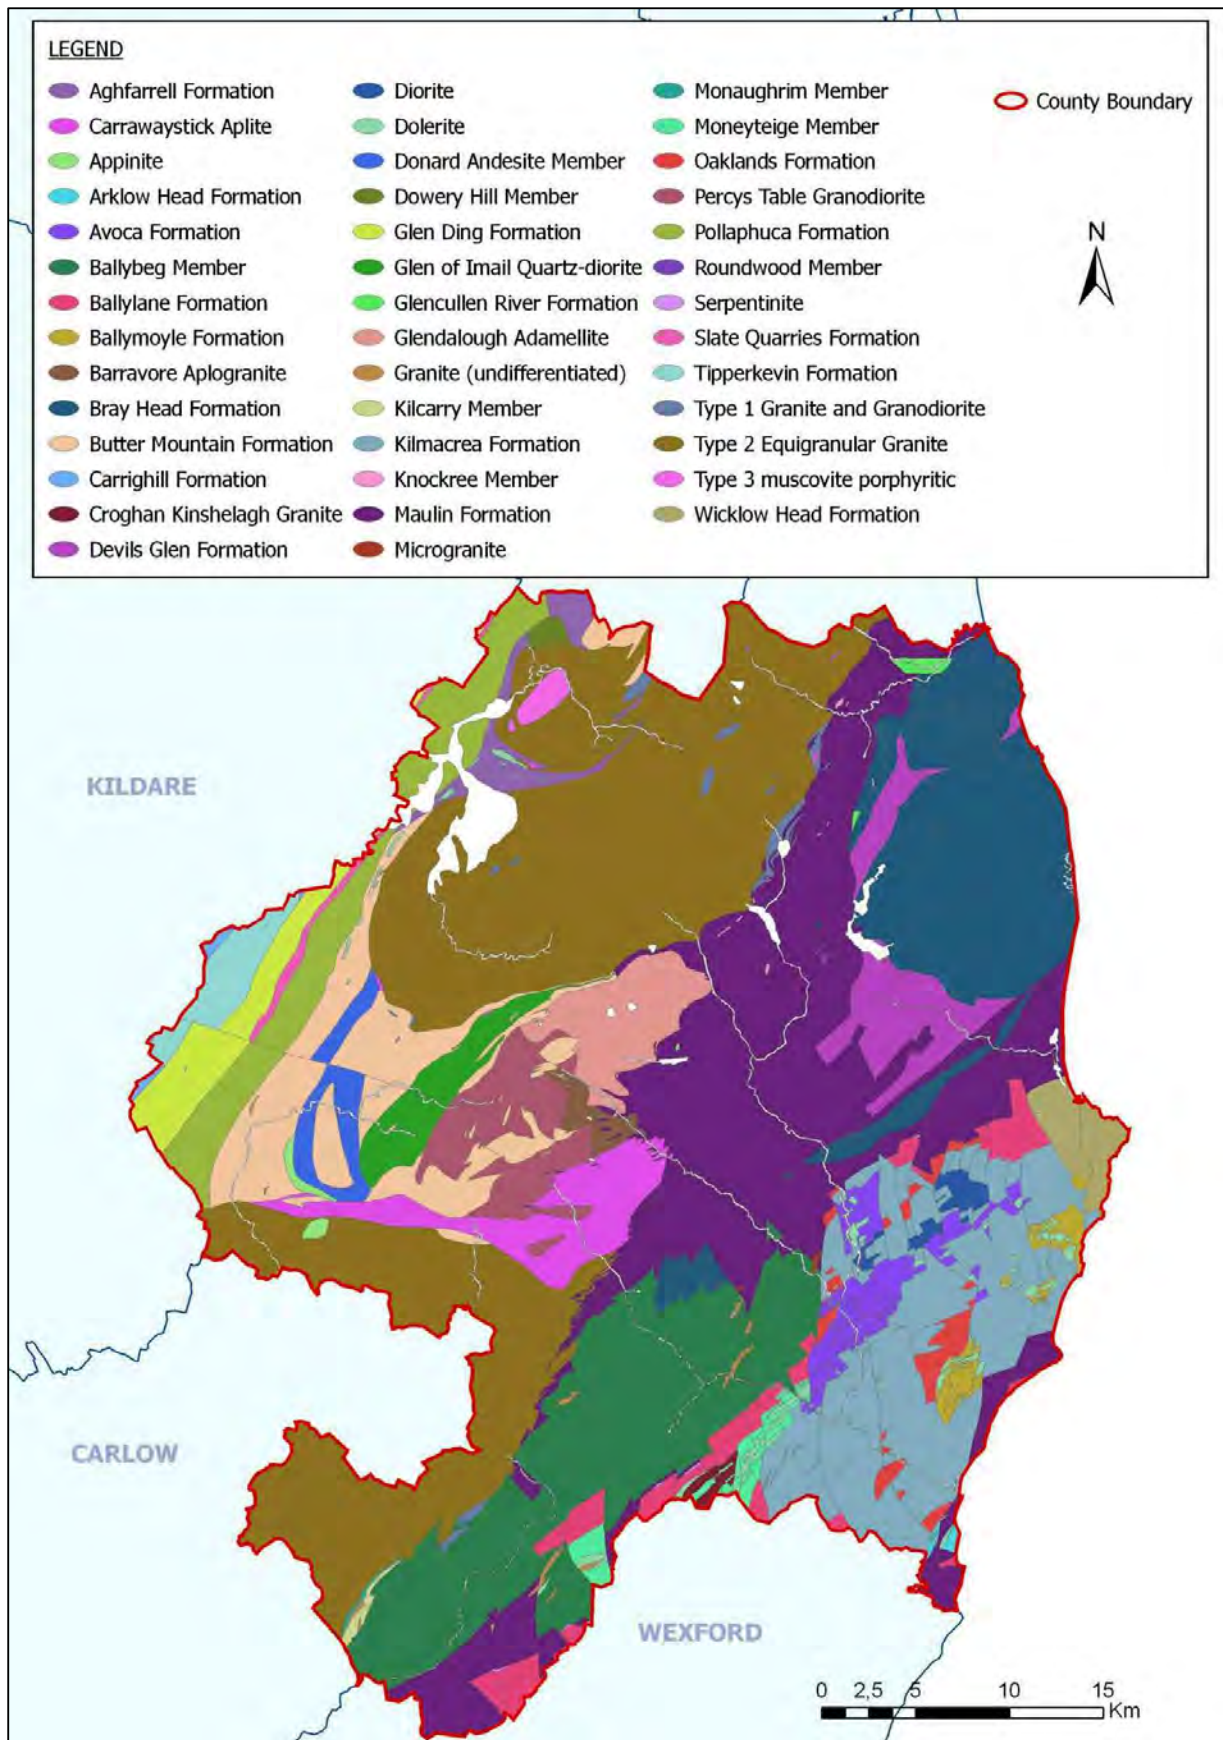 LEGEND
Aghfarrell Formation
Carrawaystick Aplite
Appinite
Arklow Head Formation
Avoca Formation
Ballybeg Member
Ballylane Formation
Ballymoyle Formation
Barravore Aplogranite
Bray Head Formation
Butter Mountain Formation
Carrighill Formation
Croghan Kinshelagh Granite
Devils Glen Formation
Diorite
Dolerite
Donard Andesite Member
Dowery Hill Member
Glen Ding Formation
Glen of Imail Quartz-diorite
Glencullen River Formation
Glendalough Adamellite
Granite (undifferentiated)
Kilcarry Member
Kilmacrea Formation
Knockree Member
Maulin Formation
Microgranite
Monaughrim Member
Moneyteige Member
Oaklands Formation
Percys Table Granodiorite
Pollaphuca Formation
Roundwood Member
Serpentinite
Slate Quarries Formation
Tipperkevin Formation
Type 1 Granite and Granodiorite
Type 2 Equigranular Granite
Type 3 muscovite porphyritic
Wicklow Head Formation
County Boundary
N
KILDARE
CARLOW
WEXFORD
0 2,5 5 10 15
Km